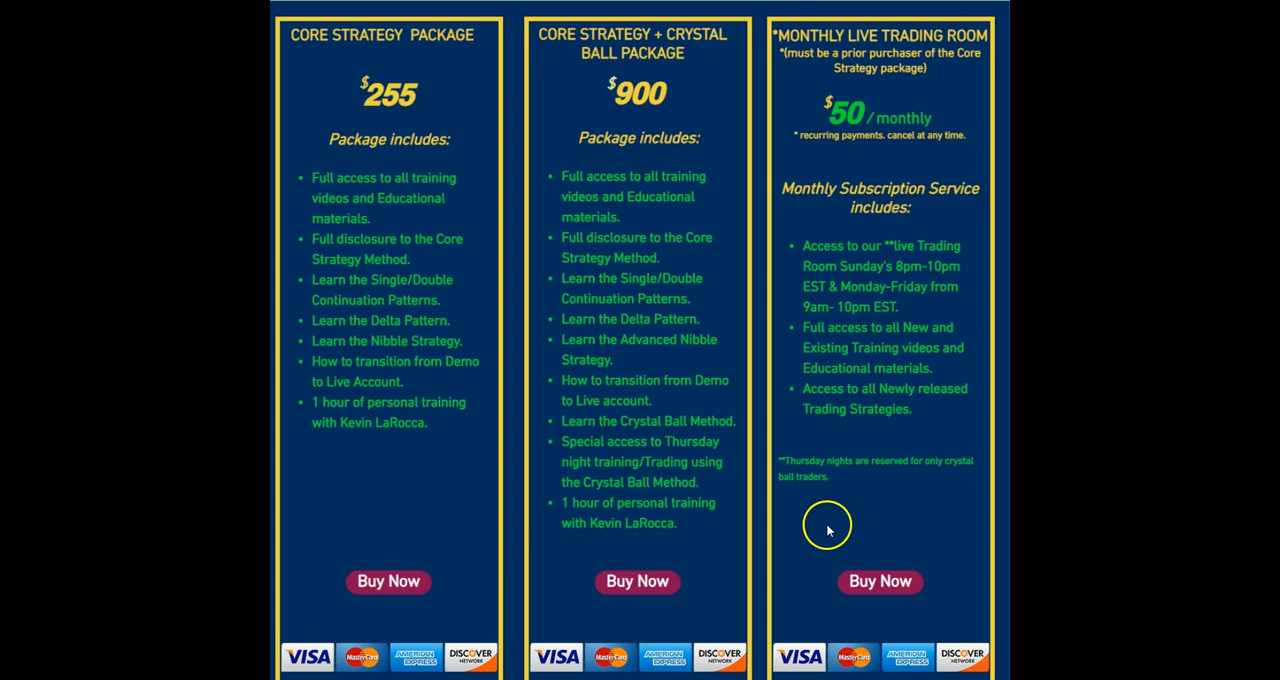 CORE STRATEGY PACKAGE
$255
Package includes:
• Full access to all training
videos and Educational
materials.
• Full disclosure to the Core
Strategy Method.
• Learn the Single/Double
Continuation Patterns.
• Learn the Delta Pattern.
• Learn the Nibble Strategy.
• How to transition from Demo
to Live Account.
• 1 hour of personal training
with Kevin LaRocca.
Buy Now
VISA MasterCard AMERICAN EXPRESS DISCOVER NETWORK
CORE STRATEGY + CRYSTAL
BALL PACKAGE
$900
Package includes:
• Full access to all training
videos and Educational
materials.
• Full disclosure to the Core
Strategy Method.
• Learn the Single/Double
Continuation Patterns.
• Learn the Delta Pattern.
• Learn the Advanced Nibble
Strategy.
• How to transition from Demo
to Live account.
• Learn the Crystal Ball Method.
• Special access to Thursday
night training/Trading using
the Crystal Ball Method.
• 1 hour of personal training
with Kevin LaRocca.
Buy Now
VISA MasterCard AMERICAN EXPRESS DISCOVER NETWORK
*MONTHLY LIVE TRADING ROOM
*(must be a prior purchaser of the Core
Strategy package)
$50 / monthly
* recurring payments. cancel at any time.
Monthly Subscription Service
includes:
• Access to our **live Trading
Room Sunday's 8pm-10pm
EST & Monday-Friday from
9am- 10pm EST.
• Full access to all New and
Existing Training videos and
Educational materials.
• Access to all Newly released
Trading Strategies.
**Thursday nights are reserved for only crystal
ball traders.
Buy Now
VISA MasterCard AMERICAN EXPRESS DISCOVER NETWORK